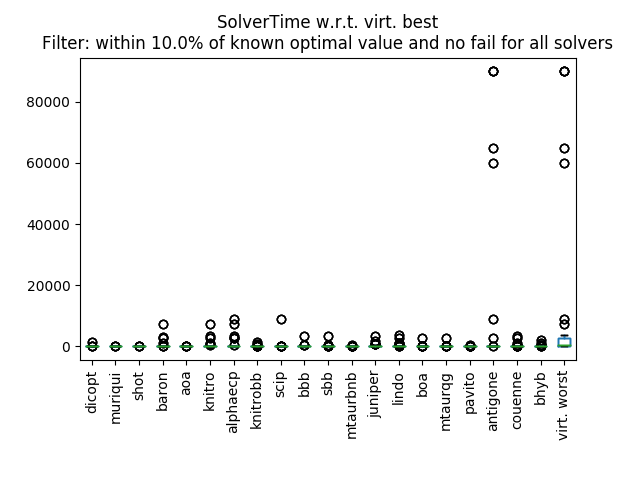 SolverTime w.r.t. virt. best
Filter: within 10.0% of known optimal value and no fail for all solvers
80000
60000
40000
20000
0
dicopt
muriqui
shot
baron
aoa
knitro
alphaecp
knitrobb
scip
bbb
sbb
mtaurbnb
juniper
lindo
boa
mtaurqg
pavito
antigone
couenne
bhyb
virt. worst